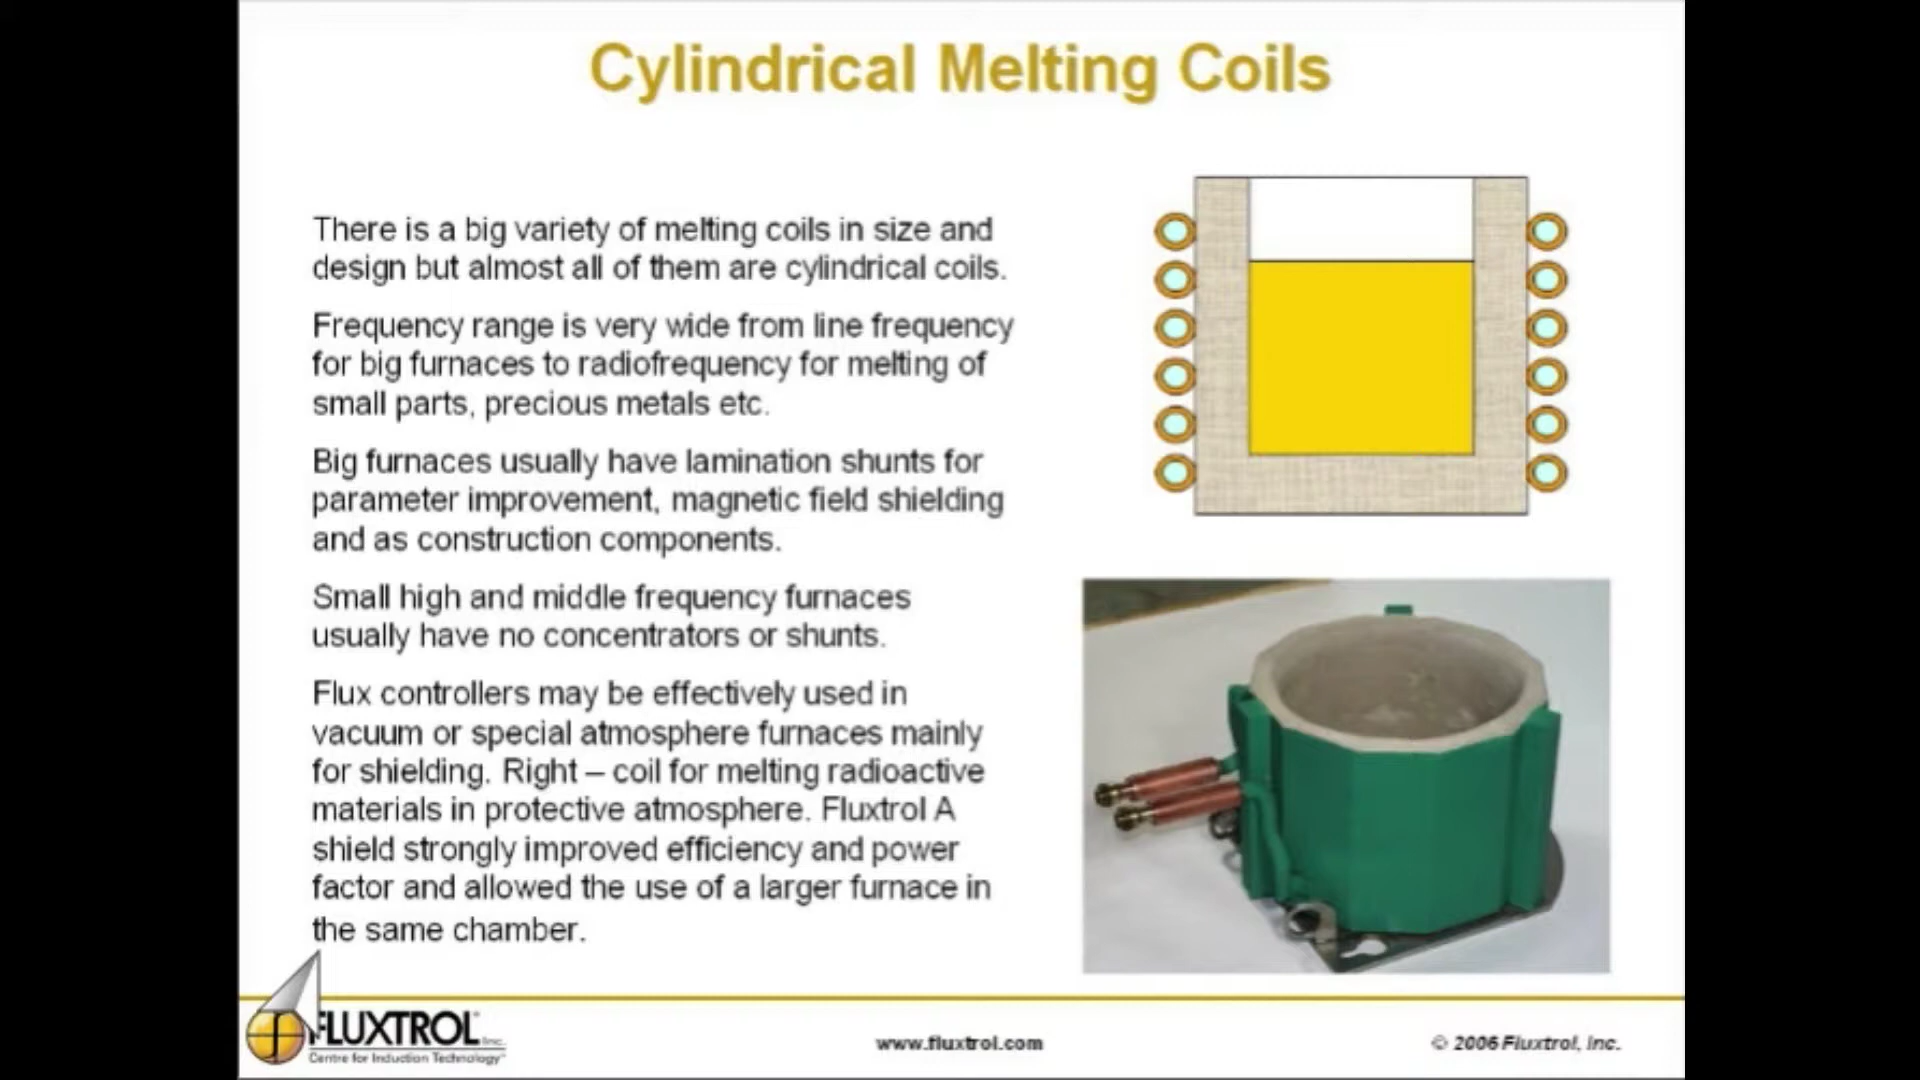 Cylindrical Melting Coils
There is a big variety of melting coils in size and
design but almost all of them are cylindrical coils.
Frequency range is very wide from line frequency
for big furnaces to radiofrequency for melting of
small parts, precious metals etc.
Big furnaces usually have lamination shunts for
parameter improvement, magnetic field shielding
and as construction components.
Small high and middle frequency furnaces
usually have no concentrators or shunts.
Flux controllers may be effectively used in
vacuum or special atmosphere furnaces mainly
for shielding. Right – coil for melting radioactive
materials in protective atmosphere. Fluxtrol A
shield strongly improved efficiency and power
factor and allowed the use of a larger furnace in
the same chamber.
FLUXTROL Inc.
Centre for Induction Technology
www.fluxtrol.com
© 2006 Fluxtrol, Inc.